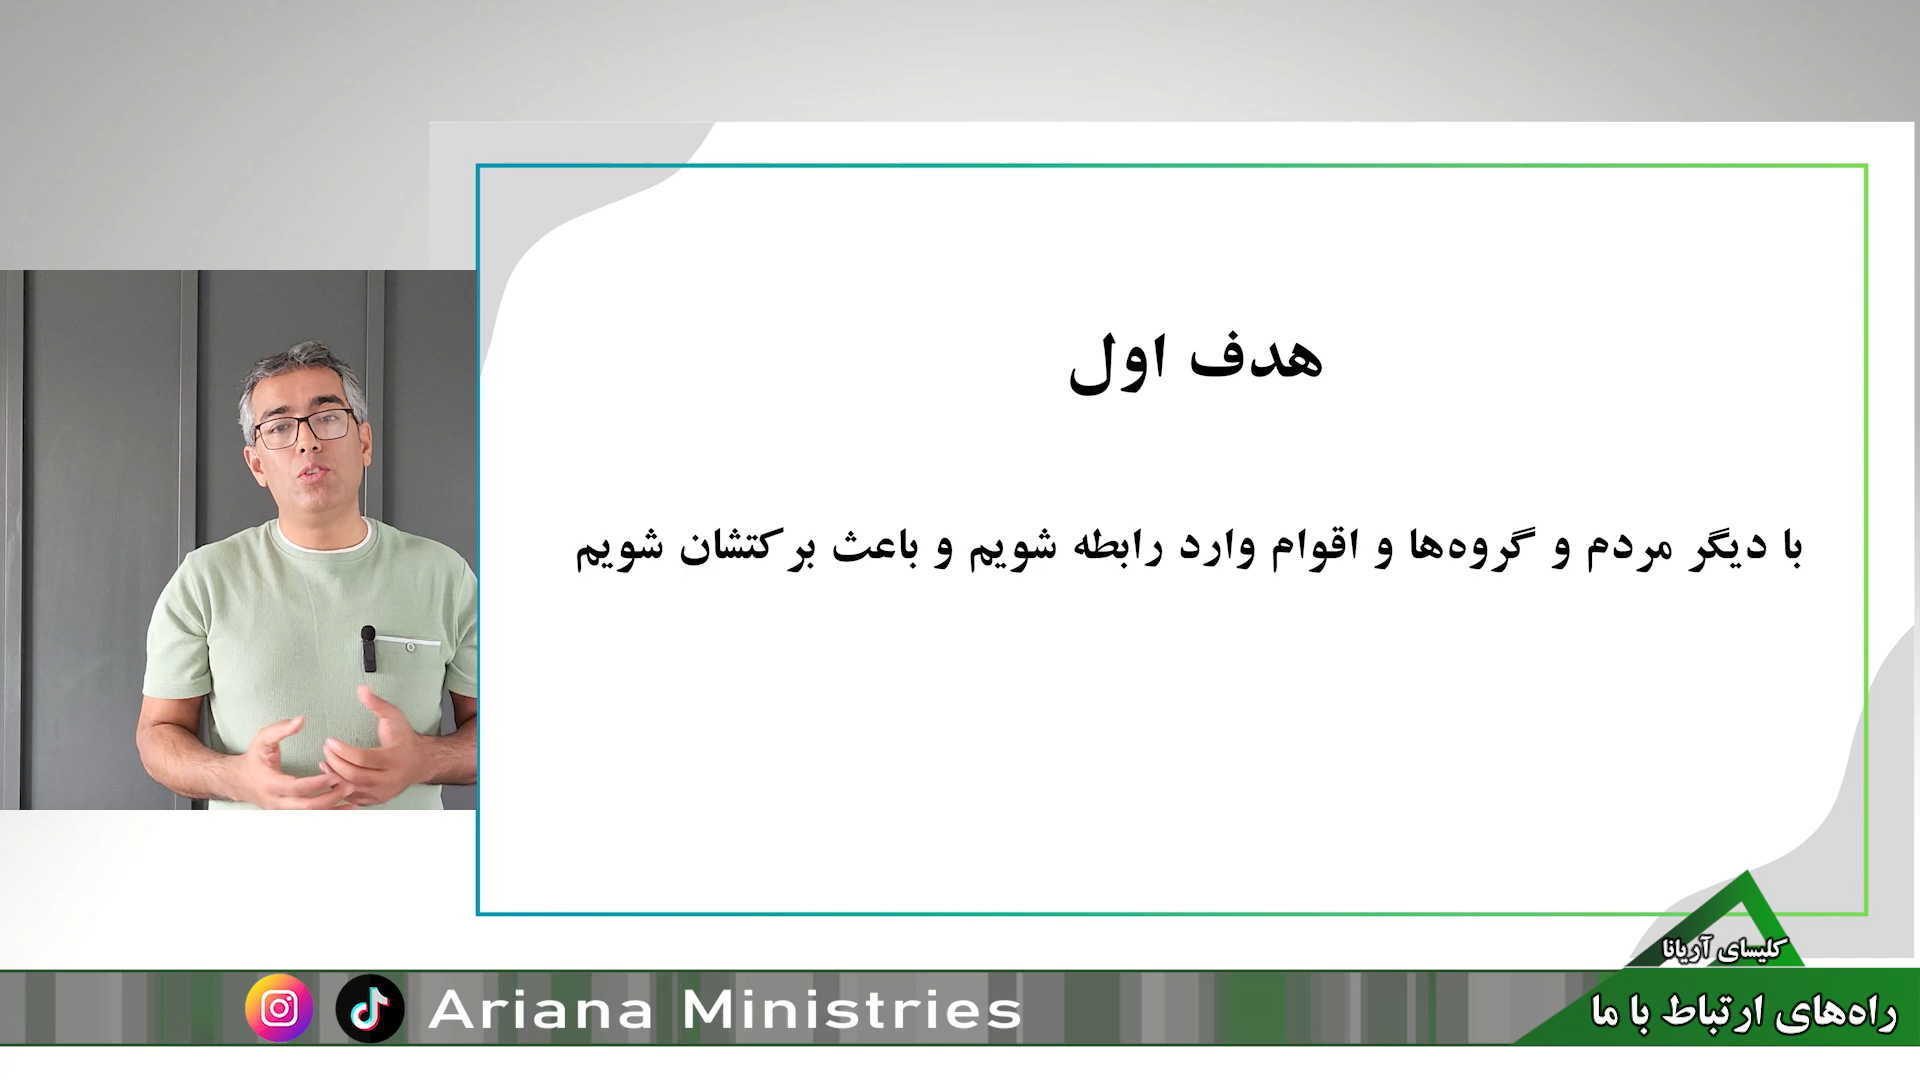 هدف اول
با دیگر مردم و گروه‌ها و اقوام وارد رابطه شویم و باعث برکتشان شویم
کلیسای آریانا
راه‌های ارتباط با ما
Ariana Ministries